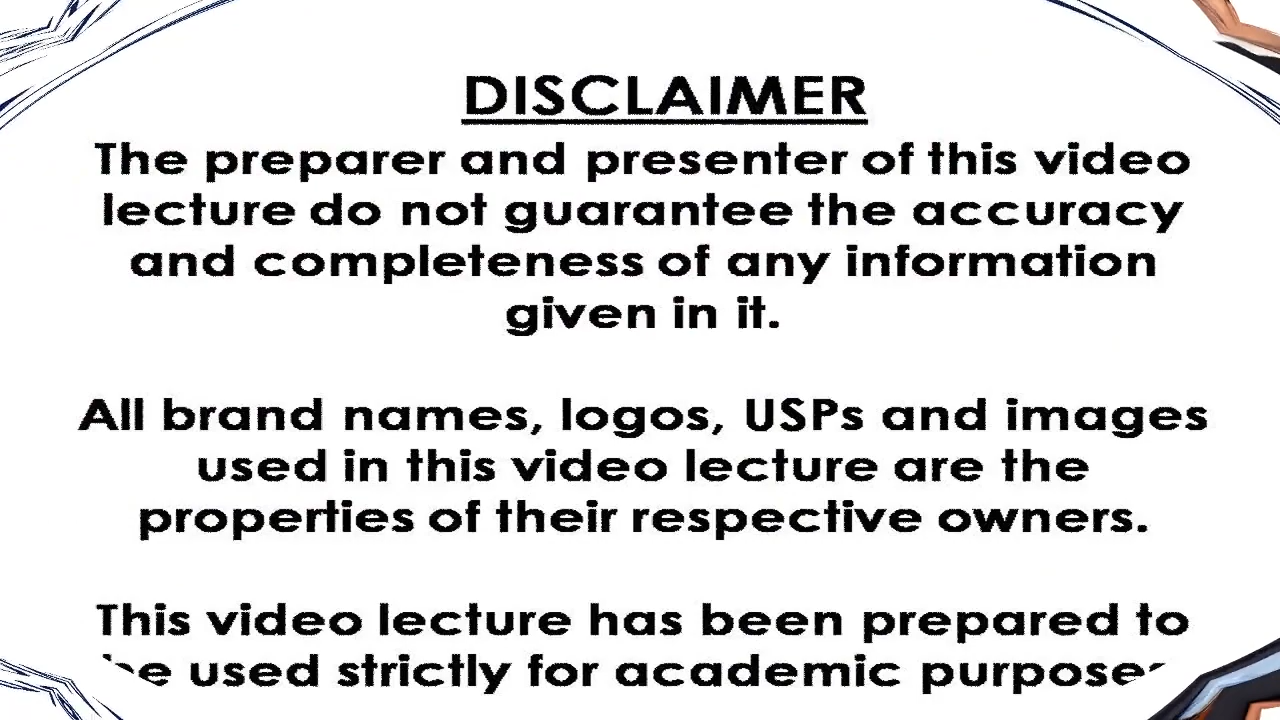 DISCLAIMER
The preparer and presenter of this video
lecture do not guarantee the accuracy
and completeness of any information
given in it.
All brand names, logos, USPs and images
used in this video lecture are the
properties of their respective owners.
This video lecture has been prepared to
be used strictly for academic purposes